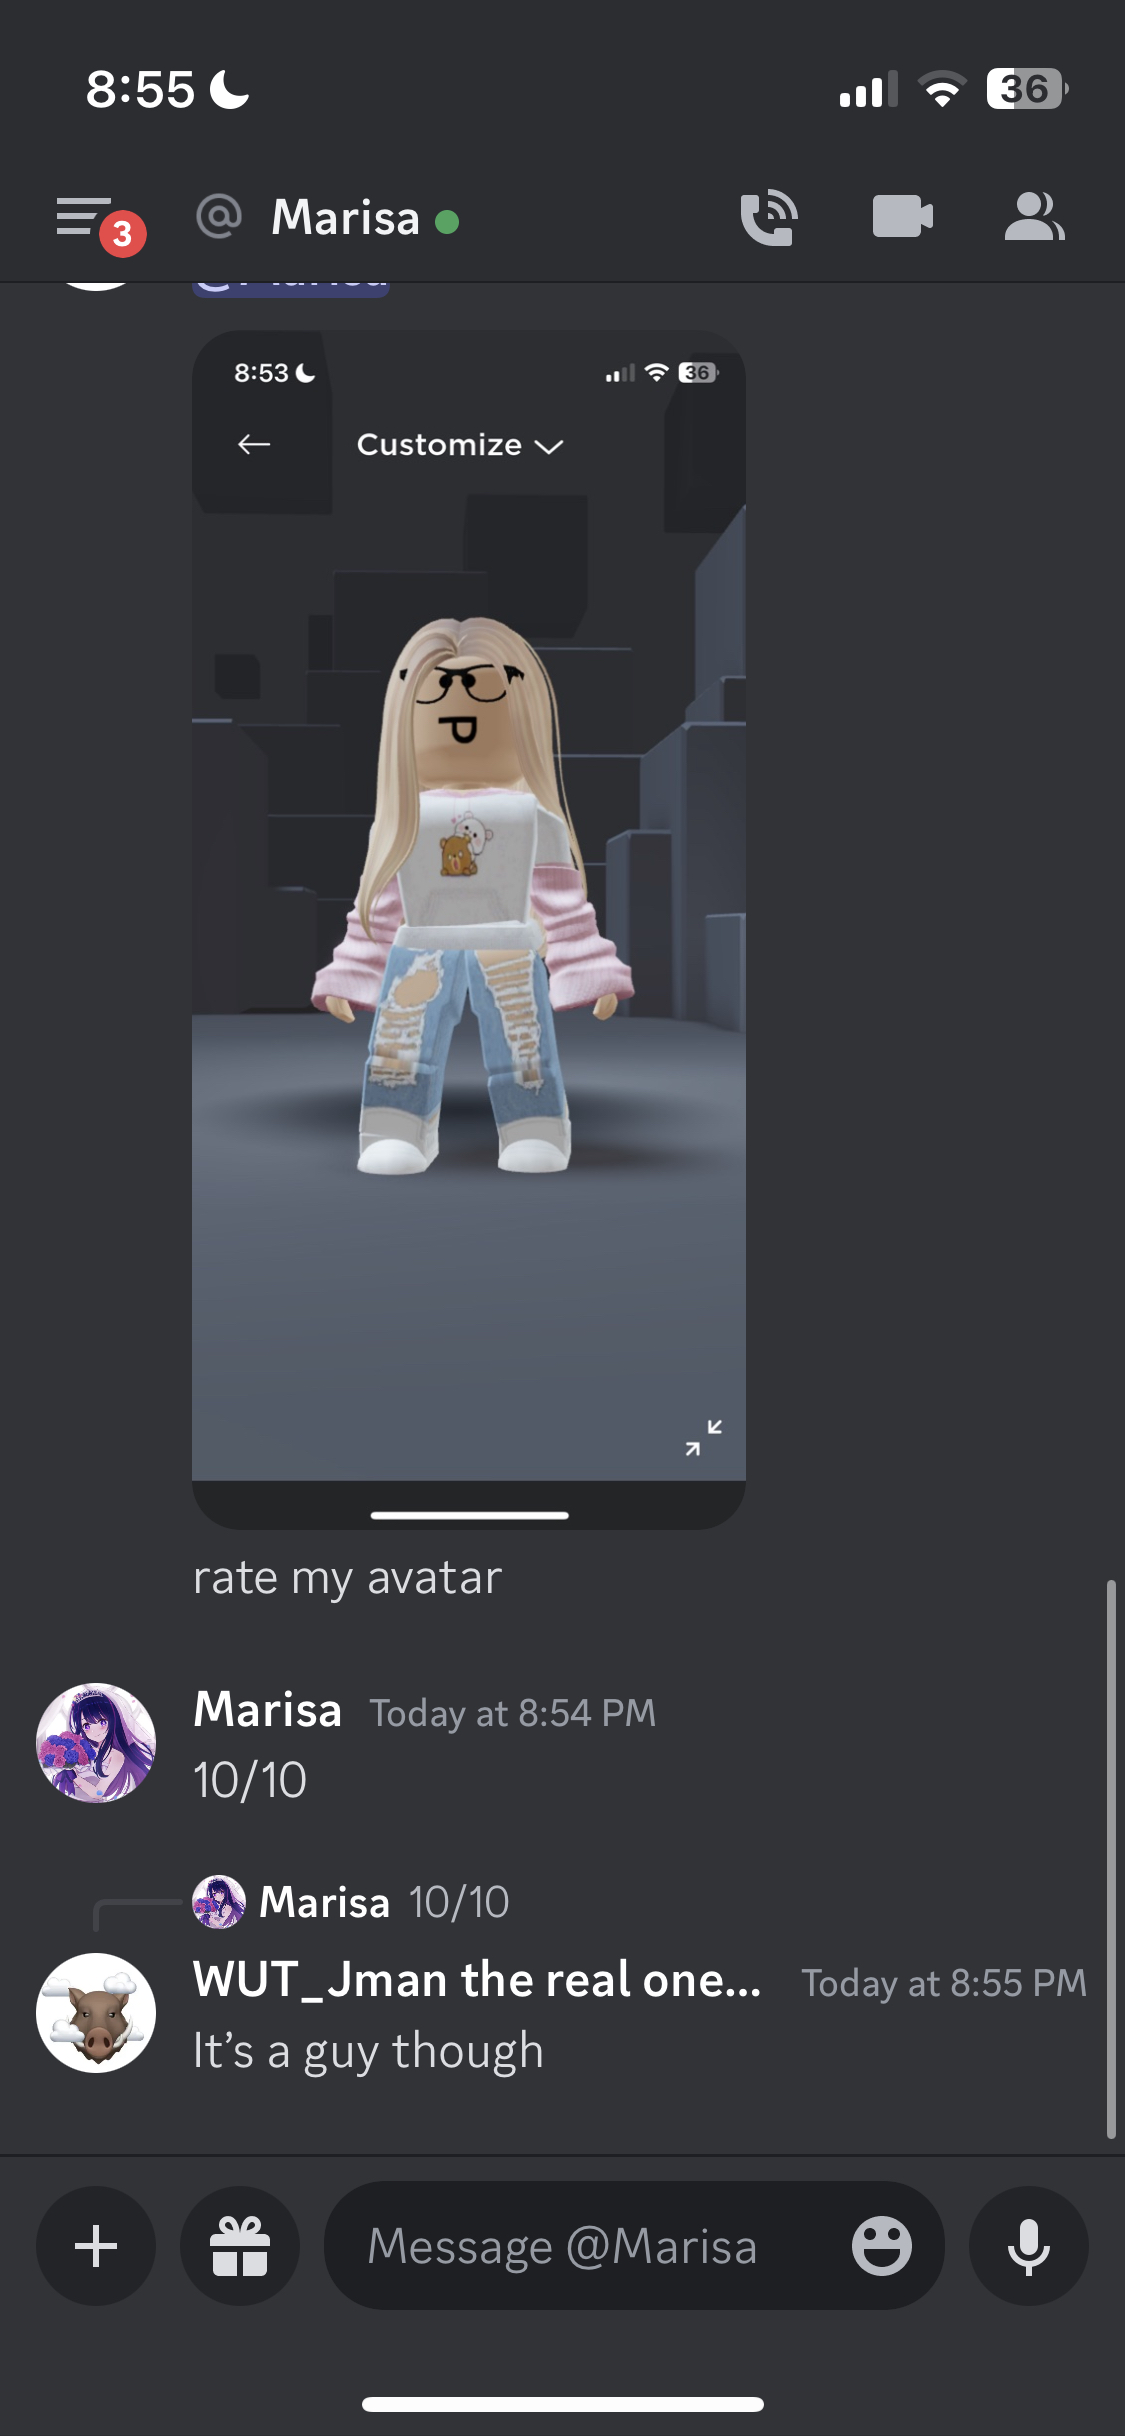 8:55
36
3
Marisa
8:53
36
Customize
rate my avatar
Marisa Today at 8:54 PM
10/10
Marisa 10/10
WUT_Jman the real one... Today at 8:55 PM
It's a guy though
Message @Marisa